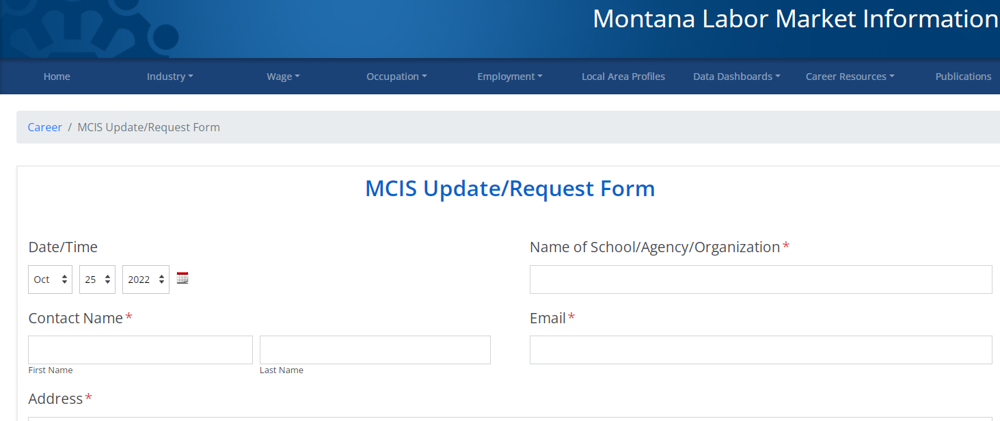 Montana Labor Market Information
Home Industry Wage Occupation Employment Local Area Profiles Data Dashboards Career Resources Publications
Career / MCIS Update/Request Form
MCIS Update/Request Form
Date/Time
Name of School/Agency/Organization*
Oct 25 2022
Contact Name*
Email*
First Name
Last Name
Address*